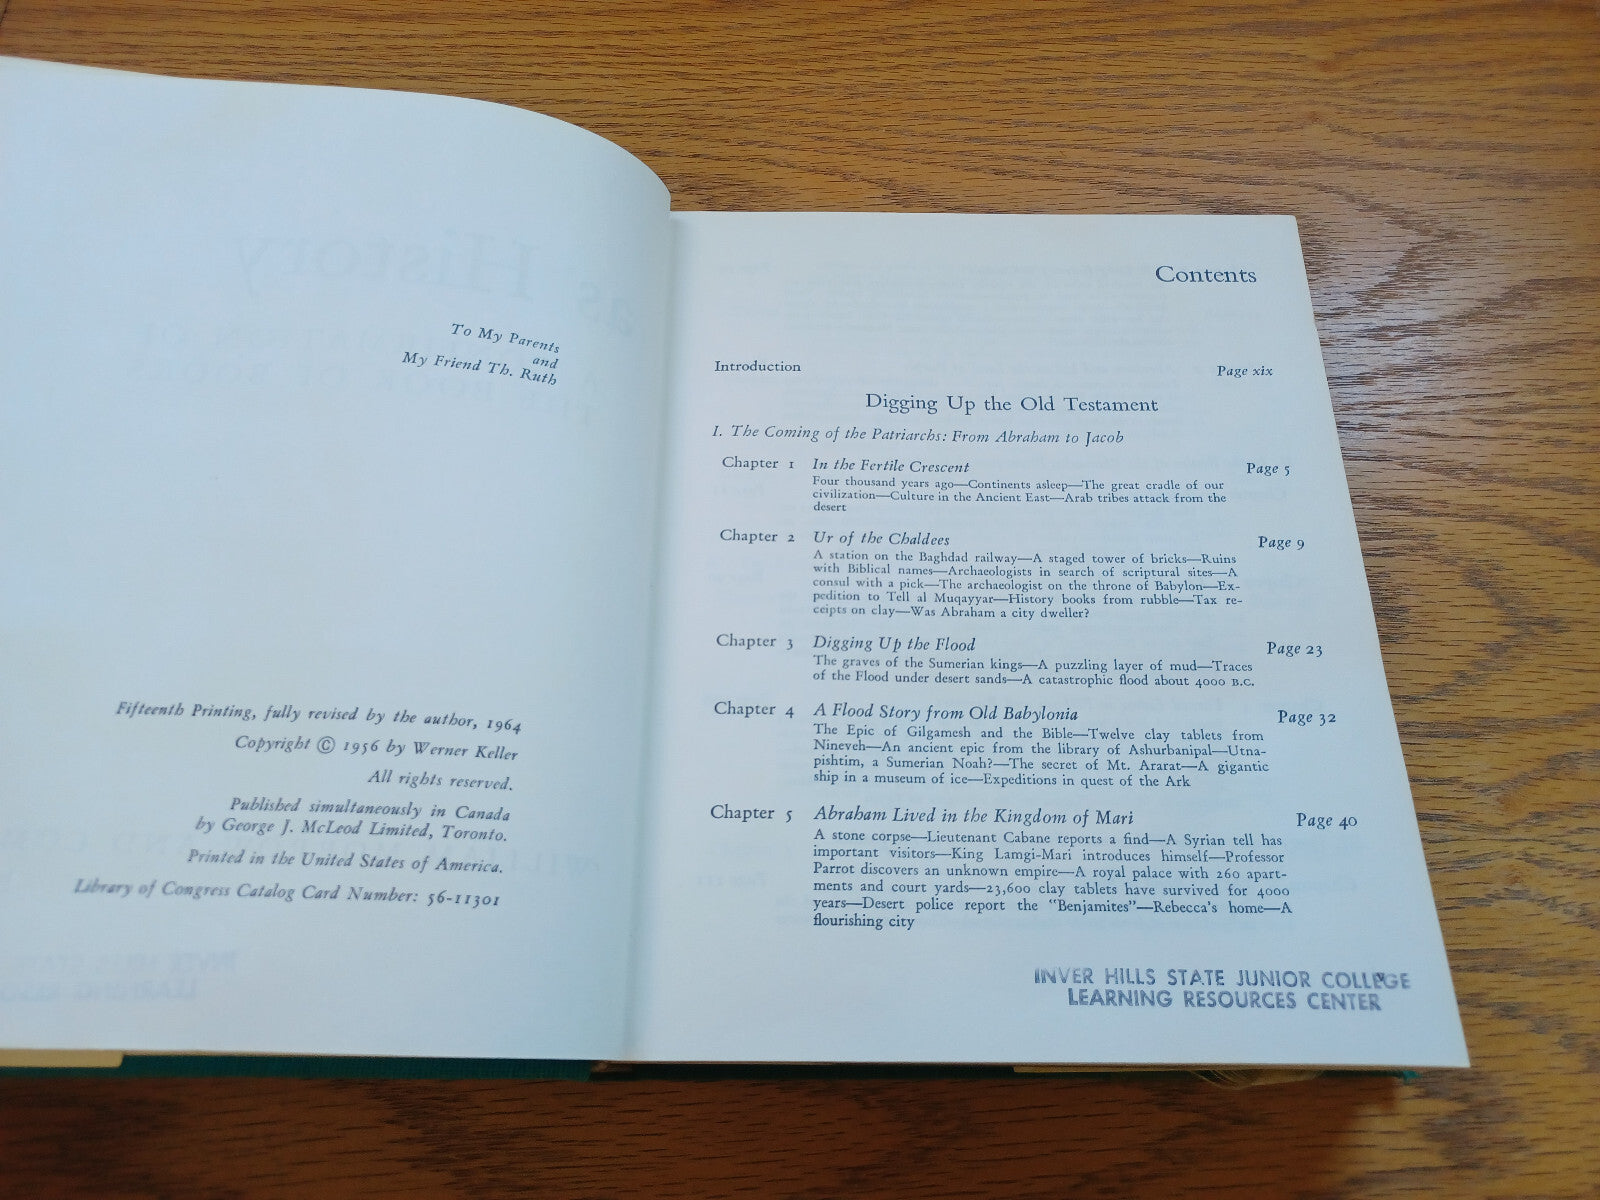 To My Parents
and
My Friend Th. Ruth
Fifteenth Printing, fully revised by the author, 1964
Copyright © 1956 by Werner Keller
All rights reserved.
Published simultaneously in Canada
by George J. McLeod Limited, Toronto.
Printed in the United States of America.
Library of Congress Catalog Card Number: 56-11301
Contents
Introduction Page xix
Digging Up the Old Testament
I. The Coming of the Patriarchs: From Abraham to Jacob
Chapter 1 In the Fertile Crescent Page 5
Four thousand years ago—Continents asleep—The great cradle of our
civilization—Culture in the Ancient East—Arab tribes attack from the
desert
Chapter 2 Ur of the Chaldees Page 9
A station on the Baghdad railway—A staged tower of bricks—Ruins
with Biblical names—Archaeologists in search of scriptural sites—A
consul with a pick—The archaeologist on the throne of Babylon—Ex-
pedition to Tell al Muqayyar—History books from rubble—Tax re-
ceipts on clay—Was Abraham a city dweller?
Chapter 3 Digging Up the Flood Page 23
The graves of the Sumerian kings—A puzzling layer of mud—Traces
of the Flood under desert sands—A catastrophic flood about 4000 B.C.
Chapter 4 A Flood Story from Old Babylonia Page 32
The Epic of Gilgamesh and the Bible—Twelve clay tablets from
Nineveh—An ancient epic from the library of Ashurbanipal—Utna-
pishtim, a Sumerian Noah?—The secret of Mt. Ararat—A gigantic
ship in a museum of ice—Expeditions in quest of the Ark
Chapter 5 Abraham Lived in the Kingdom of Mari Page 40
A stone corpse—Lieutenant Cabane reports a find—A Syrian tell has
important visitors—King Lamgi-Mari introduces himself—Professor
Parrot discovers an unknown empire—A royal palace with 260 apart-
ments and court yards—23,600 clay tablets have survived for 4000
years—Desert police report the "Benjamites"—Rebecca's home—A
flourishing city
INVER HILLS STATE JUNIOR COLLEGE
LEARNING RESOURCES CENTER